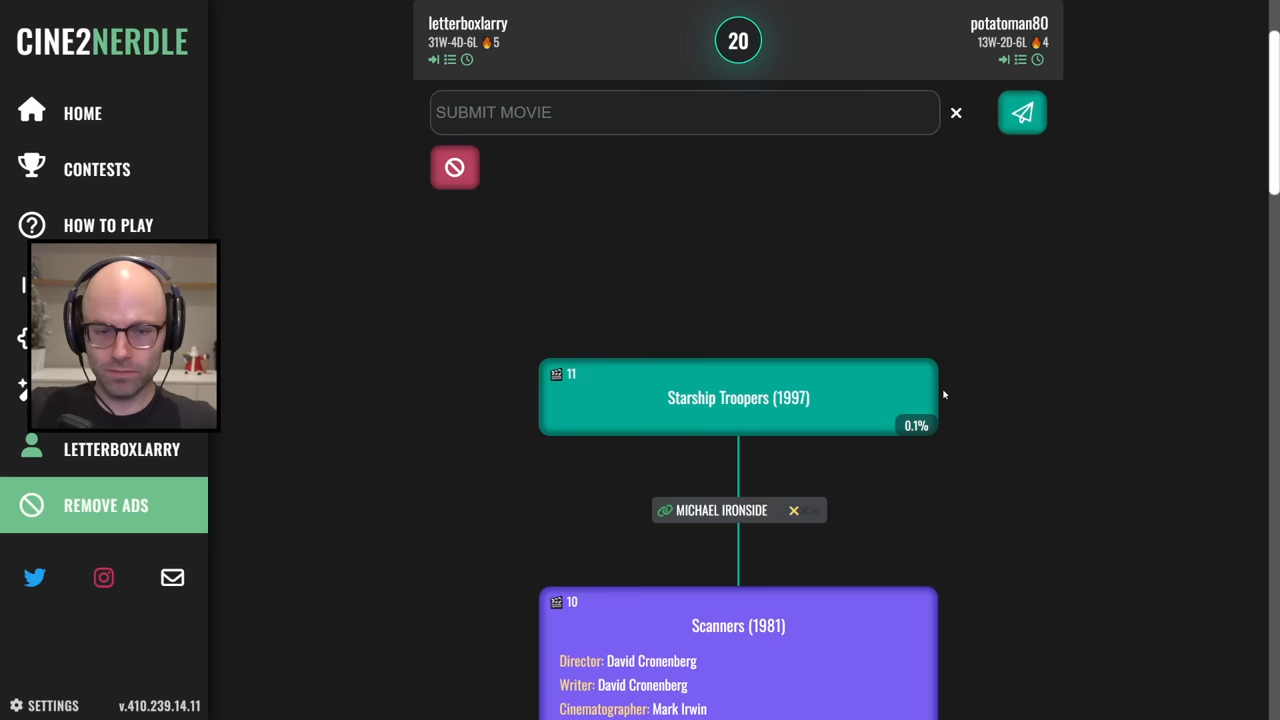 CINE2NERDLE
HOME
CONTESTS
HOW TO PLAY
LETTERBOXLARRY
REMOVE ADS
SETTINGS
v.410.239.14.11
letterboxlarry
31W-4D-6L 🔥5
20
potatoman80
13W-2D-6L 🔥4
SUBMIT MOVIE
11
Starship Troopers (1997)
0.1%
MICHAEL IRONSIDE
10
Scanners (1981)
Director: David Cronenberg
Writer: David Cronenberg
Cinematographer: Mark Irwin